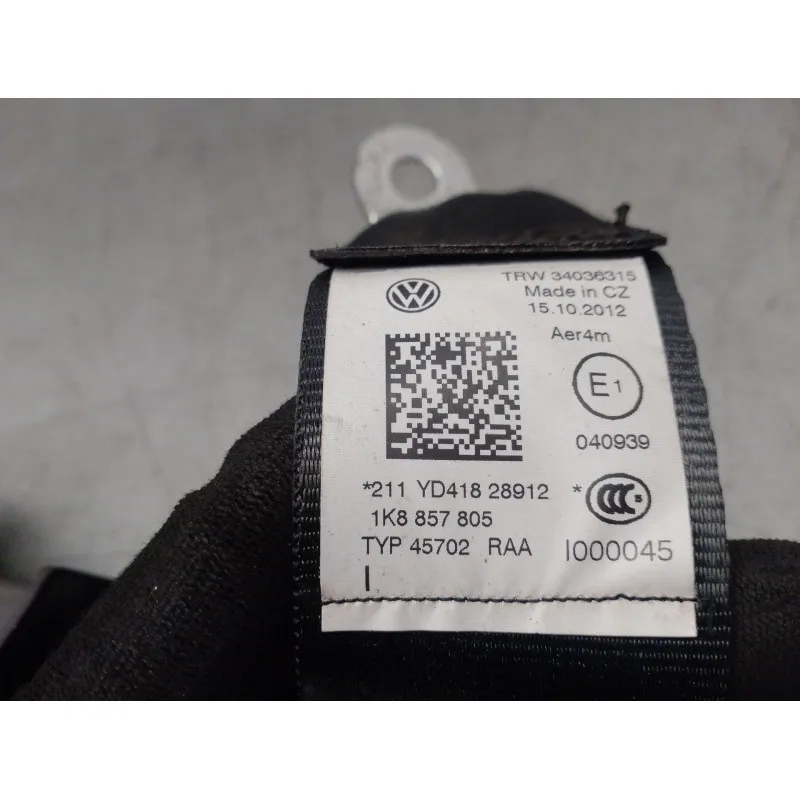 TRW 34036315
Made in CZ
15.10.2012
Aer4m
E1
040939
*211 YD418 28912 *
CCC S
1K8 857 805
TYP 45702 RAA I000045
I